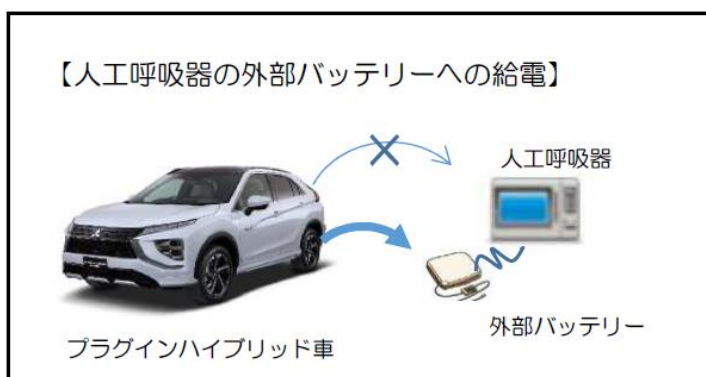 【人工呼吸器の外部バッテリーへの給電】
人工呼吸器
外部バッテリー
プラグインハイブリッド車